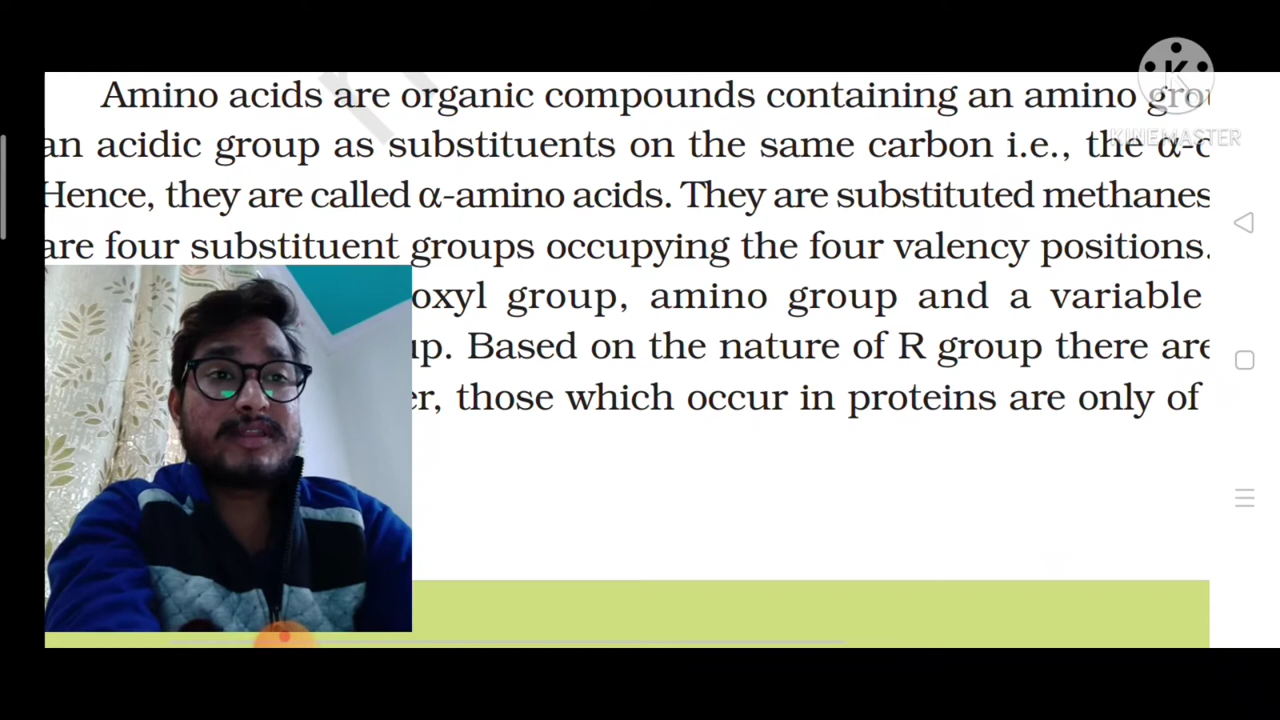 Amino acids are organic compounds containing an amino grou
an acidic group as substituents on the same carbon i.e., the α-c
Hence, they are called α-amino acids. They are substituted methanes
are four substituent groups occupying the four valency positions.
oxyl group, amino group and a variable
up. Based on the nature of R group there are
er, those which occur in proteins are only of
K
KINEMASTER